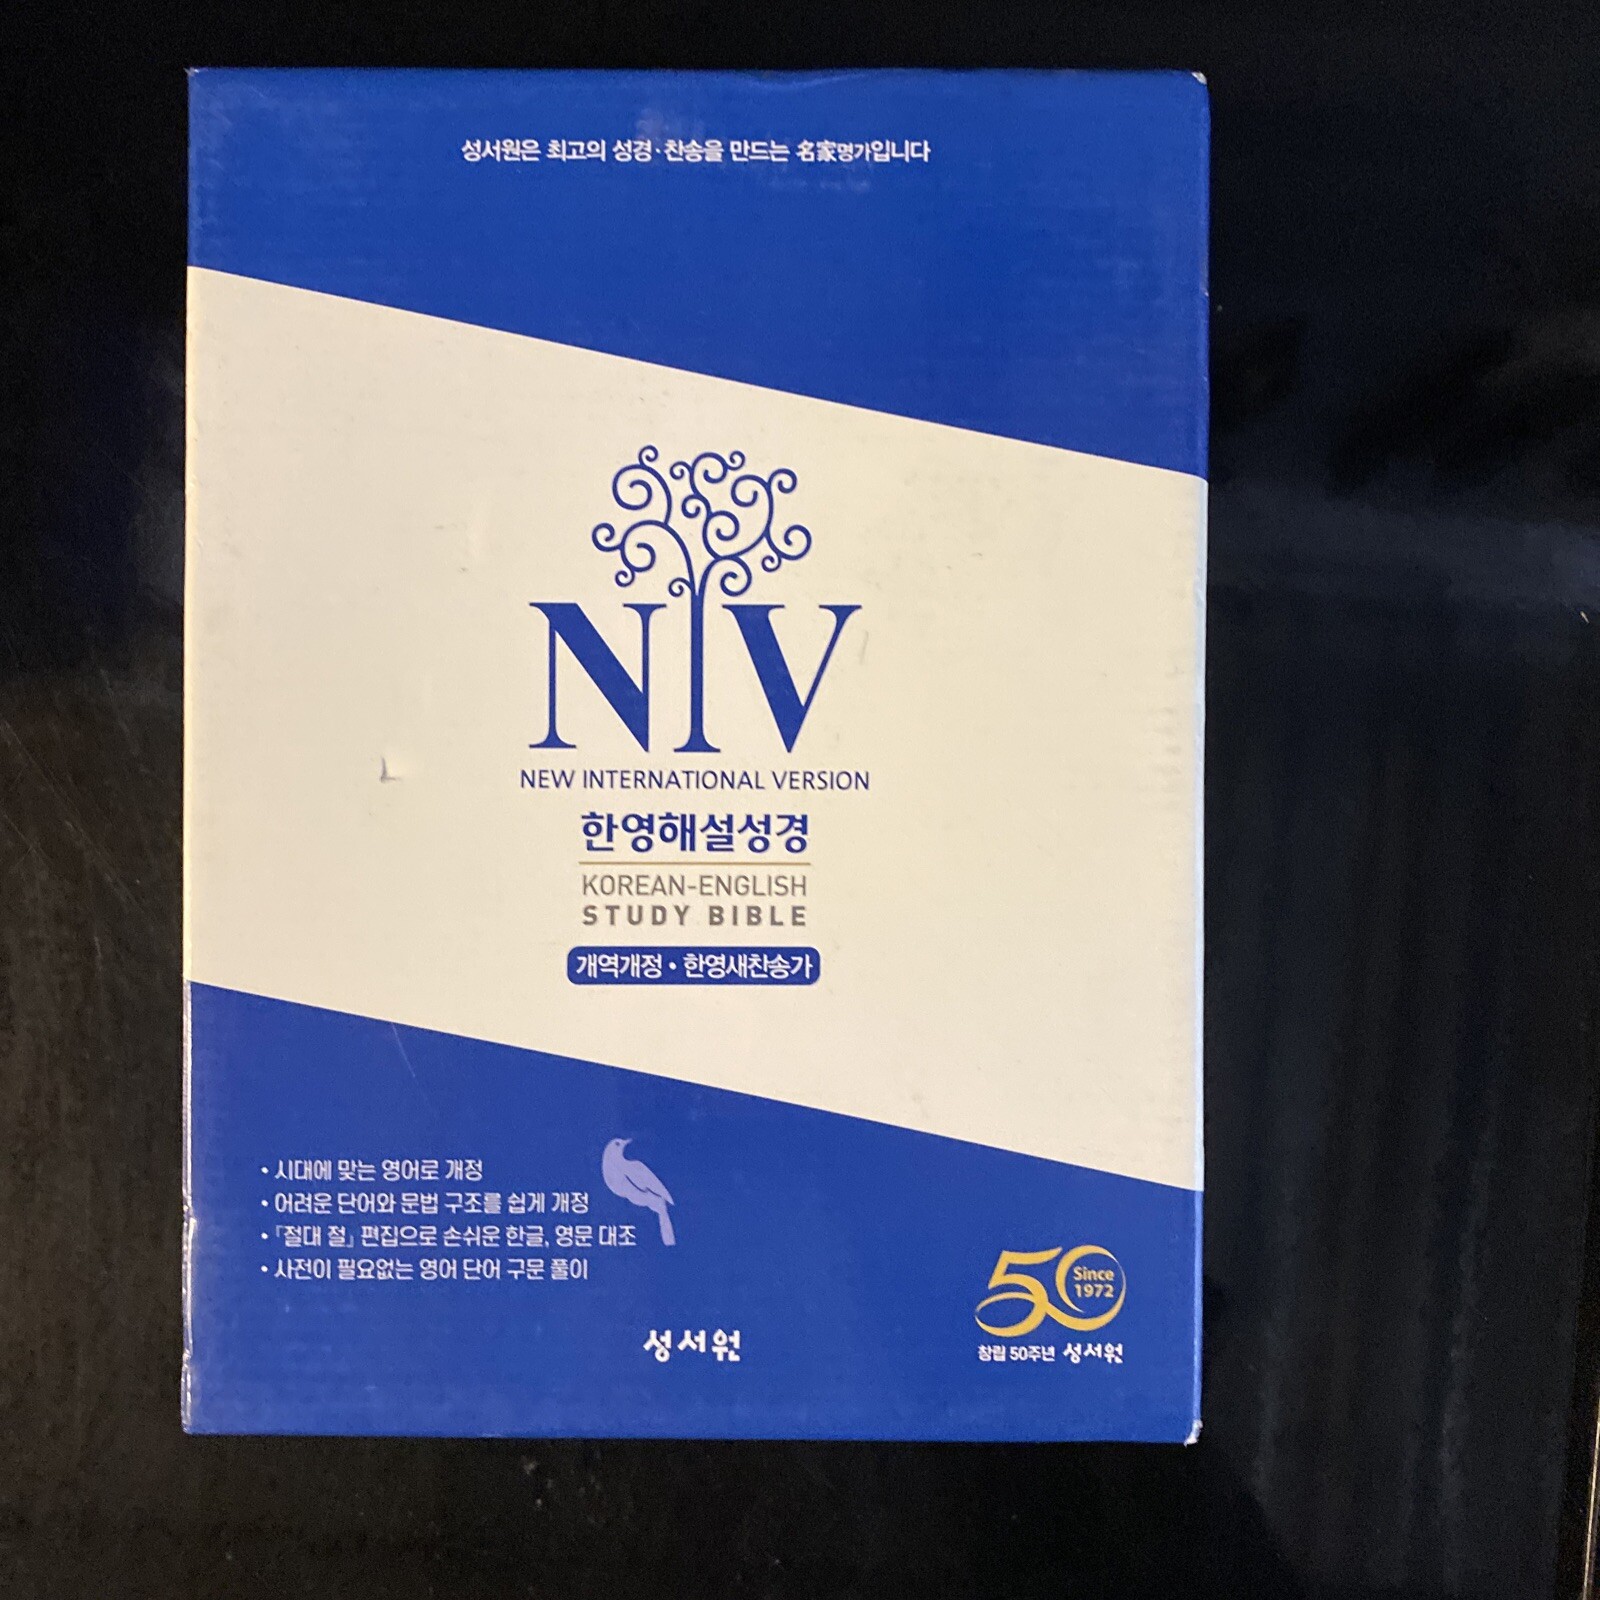 성서원은 최고의 성경·찬송을 만드는 名家명가입니다
NIV
NEW INTERNATIONAL VERSION
한영해설성경
KOREAN-ENGLISH
STUDY BIBLE
개역개정 • 한영새찬송가
• 시대에 맞는 영어로 개정
• 어려운 단어와 문법 구조를 쉽게 개정
• 「절대 절」 편집으로 손쉬운 한글, 영문 대조
• 사전이 필요없는 영어 단어 구문 풀이
성서원
50
Since
1972
창립 50주년 성서원